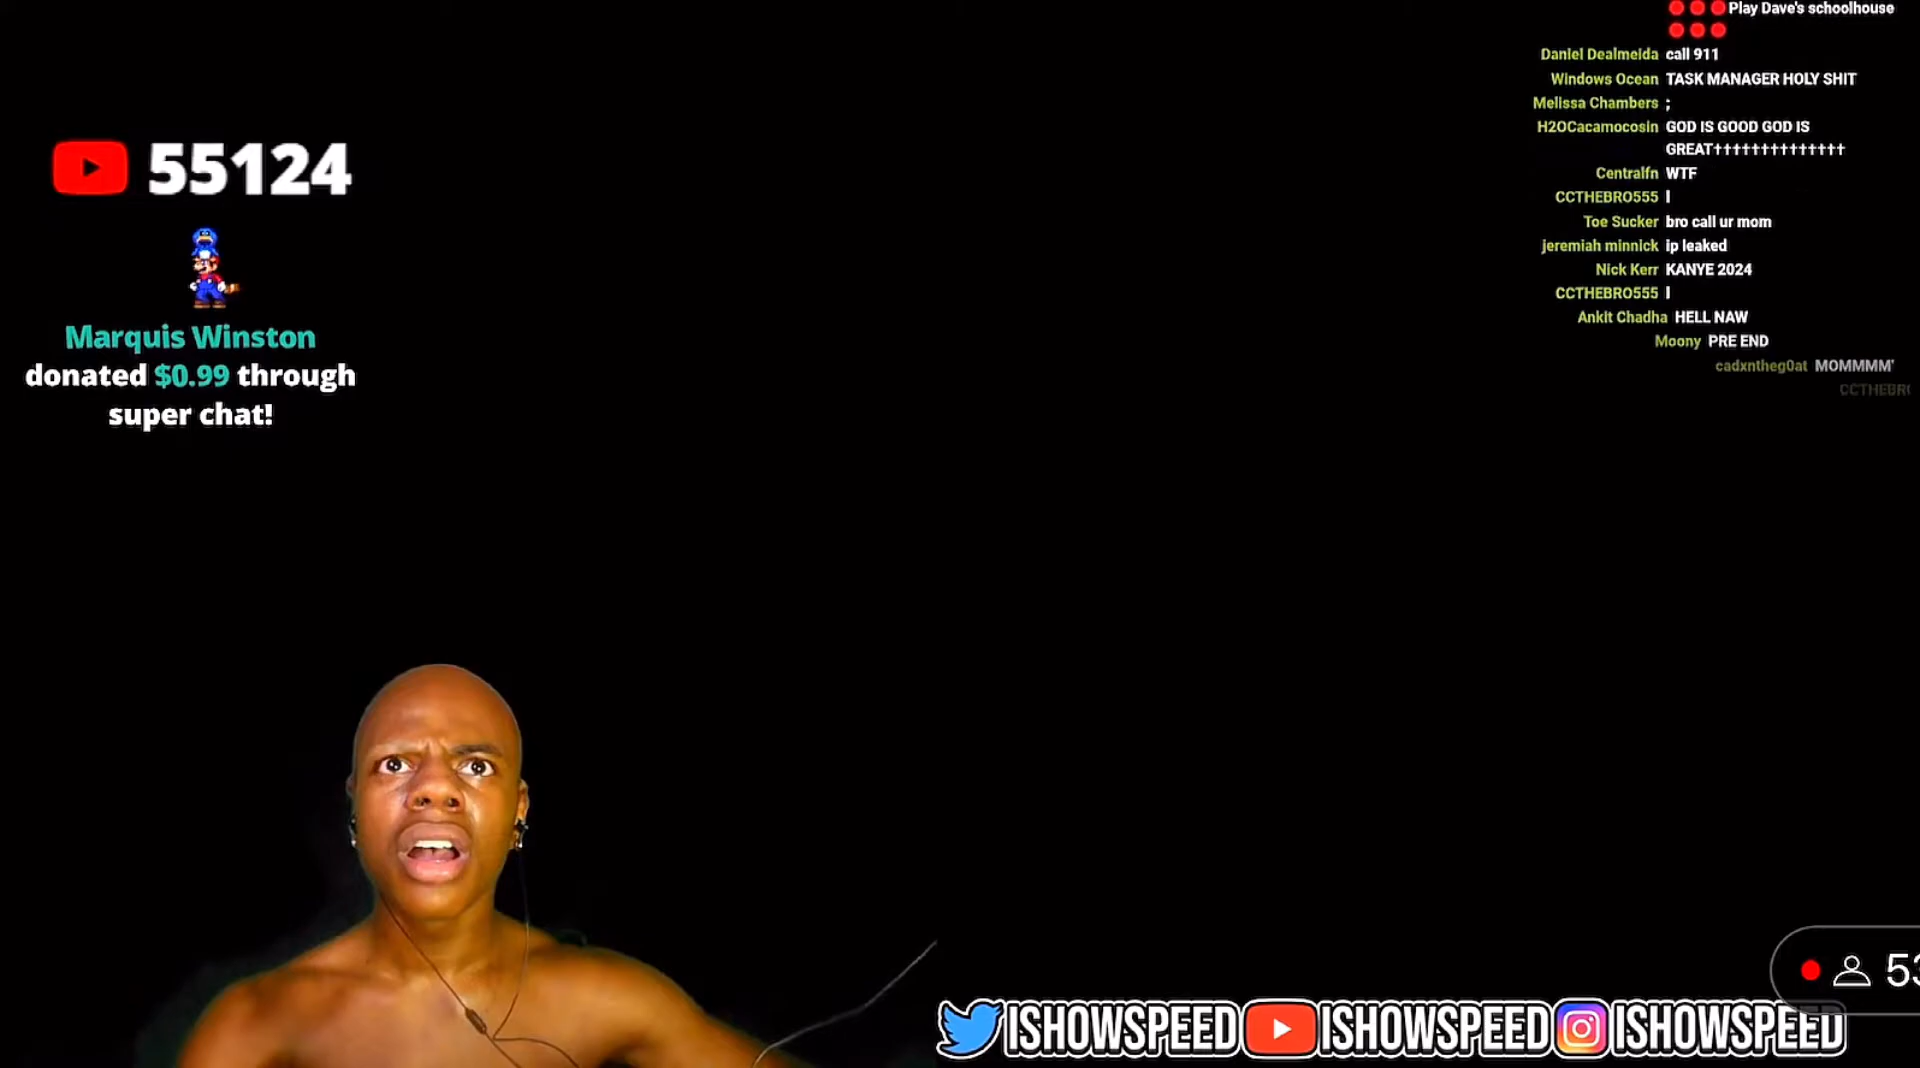 Play Dave's schoolhouse
Daniel Dealmeida call 911
Windows Ocean TASK MANAGER HOLY SHIT
Melissa Chambers ;
H2OCacamocosin GOD IS GOOD GOD IS
GREAT††††††††††††††
Centralfn WTF
CCTHEBRO555 l
Toe Sucker bro call ur mom
jeremiah minnick ip leaked
Nick Kerr KANYE 2024
CCTHEBRO555 l
Ankit Chadha HELL NAW
Moony PRE END
cadxntheg0at MOMMMM'
55124
Marquis Winston
donated $0.99 through
super chat!
53
ISHOWSPEED ISHOWSPEED ISHOWSPEED